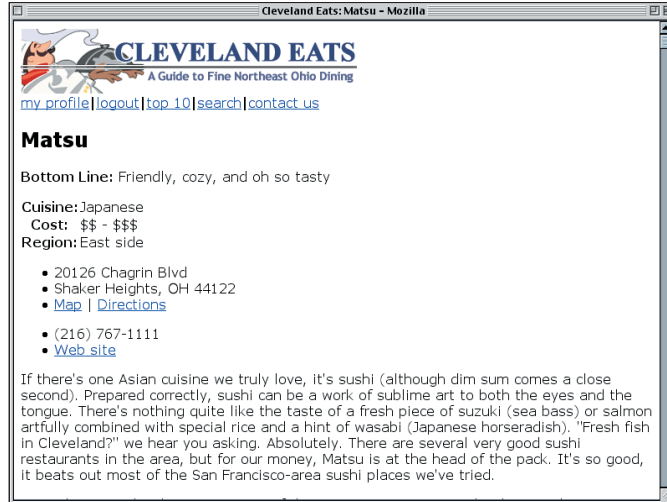 Cleveland Eats: Matsu - Mozilla
CLEVELAND EATS
A Guide to Fine Northeast Ohio Dining
my profile|logout|top 10|search|contact us
Matsu
Bottom Line: Friendly, cozy, and oh so tasty
Cuisine: Japanese
Cost: $$ - $$$
Region: East side
• 20126 Chagrin Blvd
• Shaker Heights, OH 44122
• Map | Directions
• (216) 767-1111
• Web site
If there's one Asian cuisine we truly love, it's sushi (although dim sum comes a close
second). Prepared correctly, sushi can be a work of sublime art to both the eyes and the
tongue. There's nothing quite like the taste of a fresh piece of suzuki (sea bass) or salmon
artfully combined with special rice and a hint of wasabi (Japanese horseradish). "Fresh fish
in Cleveland?" we hear you asking. Absolutely. There are several very good sushi
restaurants in the area, but for our money, Matsu is at the head of the pack. It's so good,
it beats out most of the San Francisco-area sushi places we've tried.